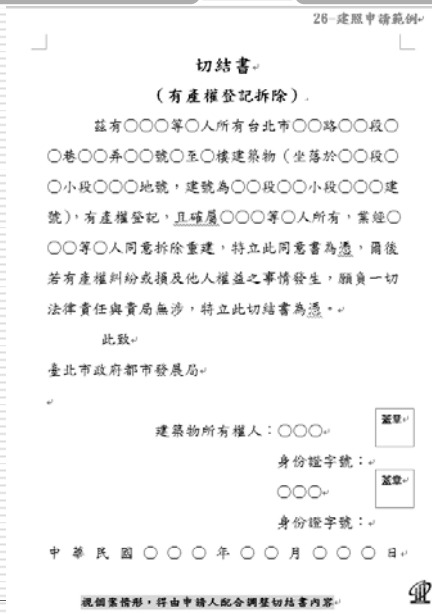 26-建照申請範例
切結書
（有產權登記拆除）
茲有○○○等○人所有台北市○○路○○段○
○巷○○弄○○號○至○樓建築物（坐落於○○段○
○小段○○○地號，建號為○○段○○小段○○○建
號），有產權登記，且確屬○○○等○人所有，業經○
○○等○人同意拆除重建，特立此同意書為憑，爾後
若有產權糾紛或損及他人權益之事情發生，願負一切
法律責任與貴局無涉，特立此切結書為憑。
此致
臺北市政府都市發展局
建築物所有權人：○○○
蓋章
身份證字號：
○○○
蓋章
身份證字號：
中華民國○○○年○○月○○○日
視個案情形，得由申請人配合調整切結書內容